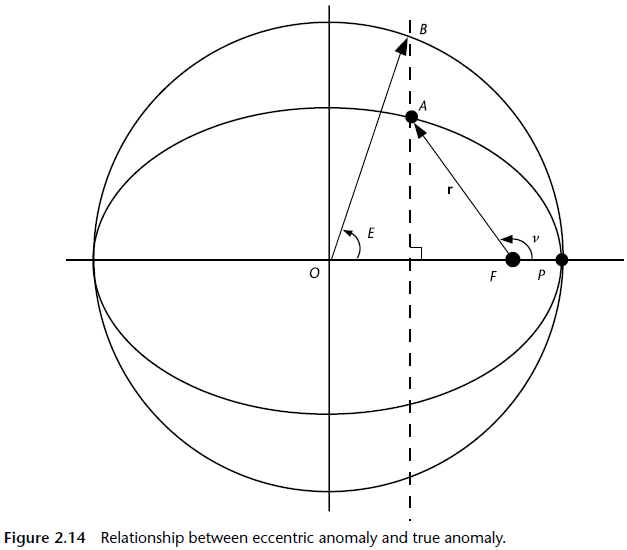 B
A
r
E
ν
O
F
P
Figure 2.14 Relationship between eccentric anomaly and true anomaly.